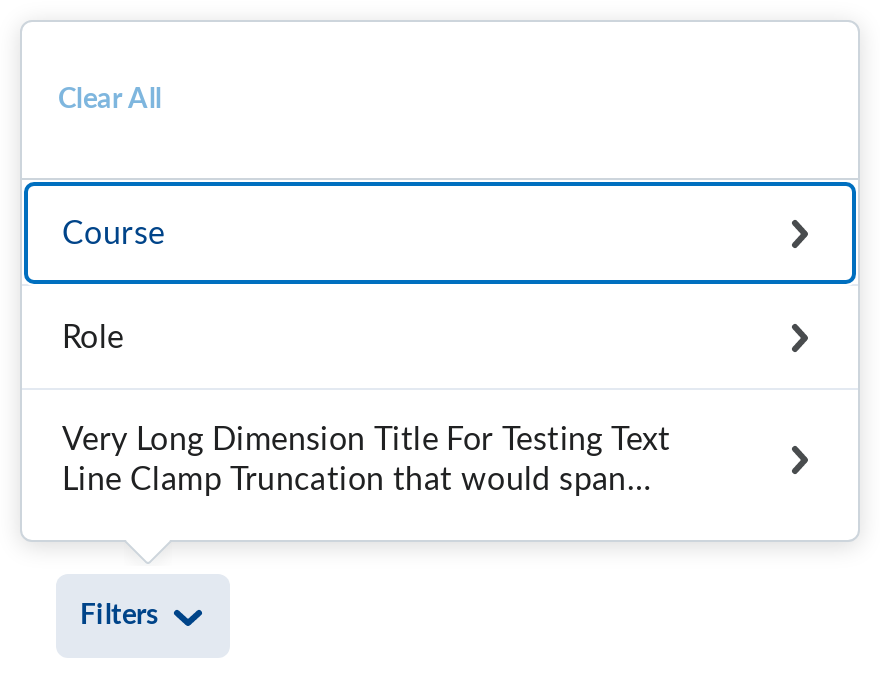 Clear All
Course
Role
Very Long Dimension Title For Testing Text
Line Clamp Truncation that would span...
Filters